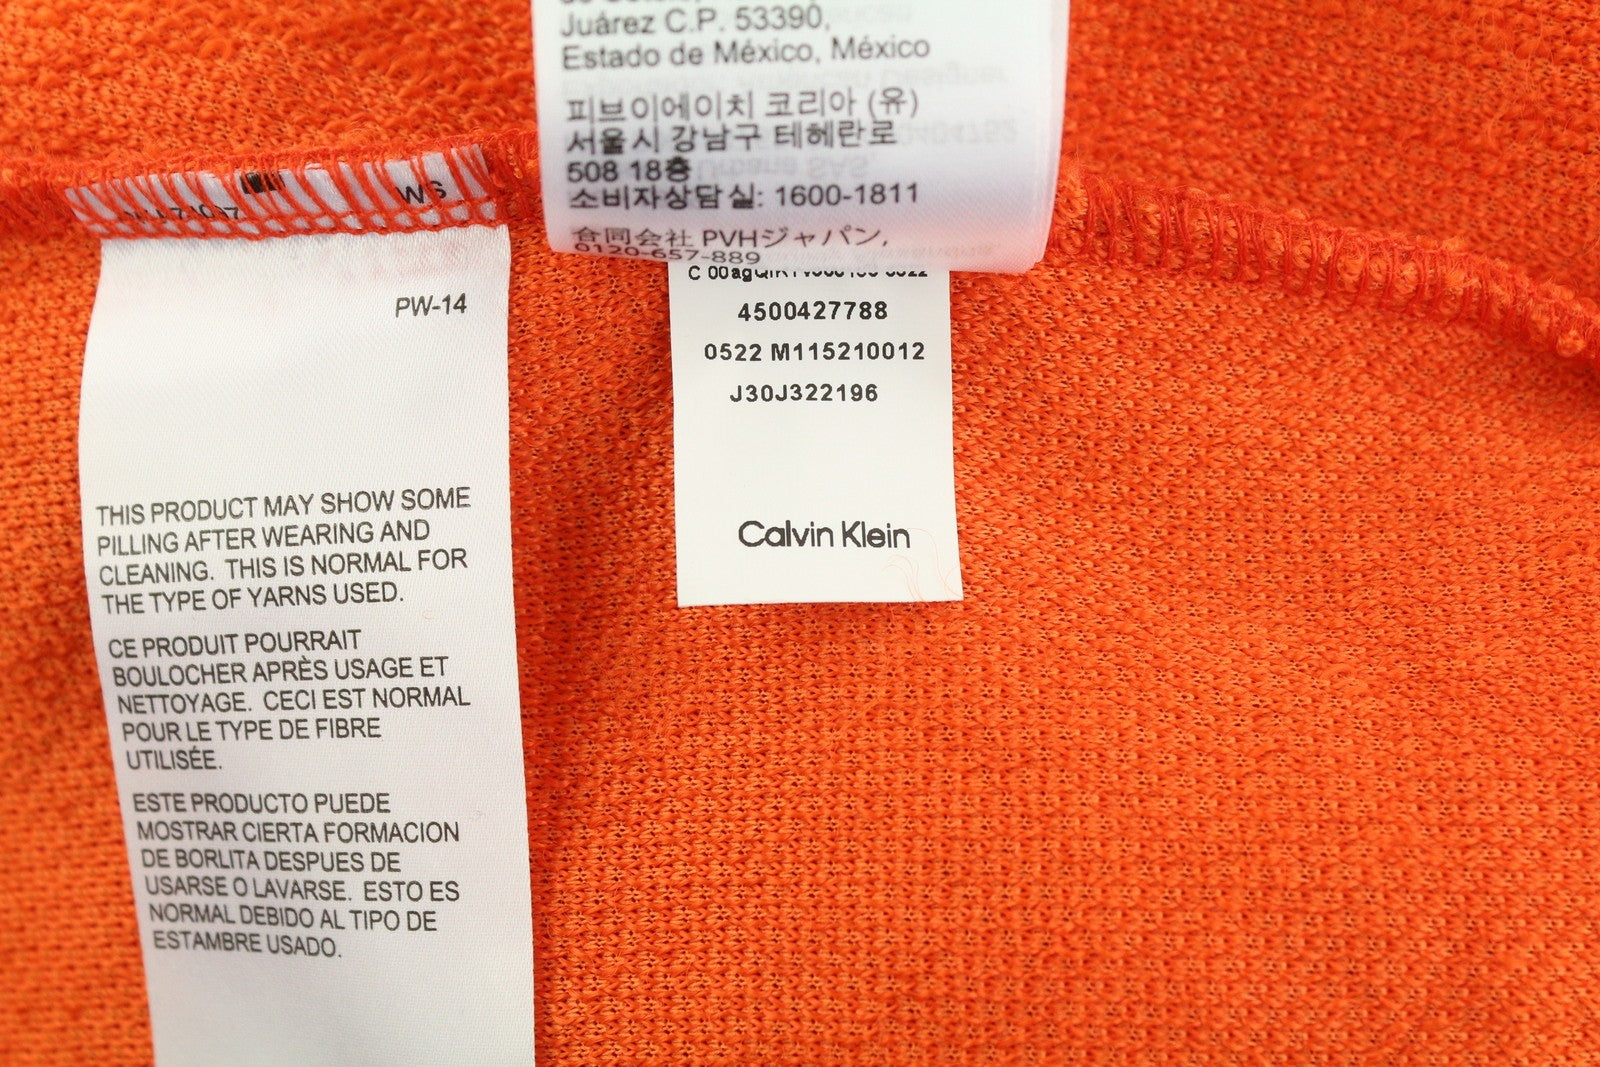 Juárez C.P. 53390,
Estado de México, México
피브이에이치 코리아 (유)
서울시 강남구 테헤란로
508 18층
소비자상담실: 1600-1811
合同会社 PVHジャパン,
0120-657-889
4500427788
0522 M115210012
J30J322196
Calvin Klein
PW-14
THIS PRODUCT MAY SHOW SOME
PILLING AFTER WEARING AND
CLEANING. THIS IS NORMAL FOR
THE TYPE OF YARNS USED.
CE PRODUIT POURRAIT
BOULOCHER APRÈS USAGE ET
NETTOYAGE. CECI EST NORMAL
POUR LE TYPE DE FIBRE
UTILISÉE.
ESTE PRODUCTO PUEDE
MOSTRAR CIERTA FORMACION
DE BORLITA DESPUES DE
USARSE O LAVARSE. ESTO ES
NORMAL DEBIDO AL TIPO DE
ESTAMBRE USADO.